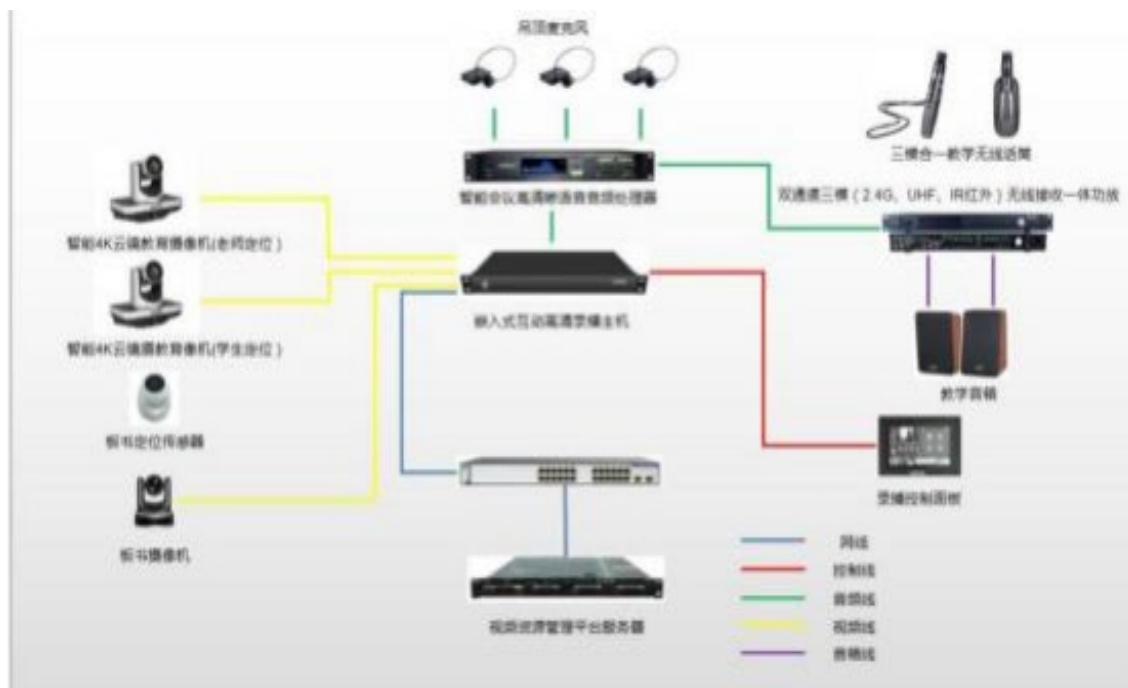 吊顶麦克风
三模合一教学无线话筒
智能会议高清晰语音音频处理器
双通道三模（2.4G、UHF、IR红外）无线接收一体功放
智能4K云端教育摄像机(老师定位)
嵌入式互动高清录播主机
智能4K云端摄教育像机(学生定位)
教学音箱
板书定位传感器
录播控制面板
板书摄像机
网线
控制线
音频线
视频资源管理平台服务器
视频线
音箱线